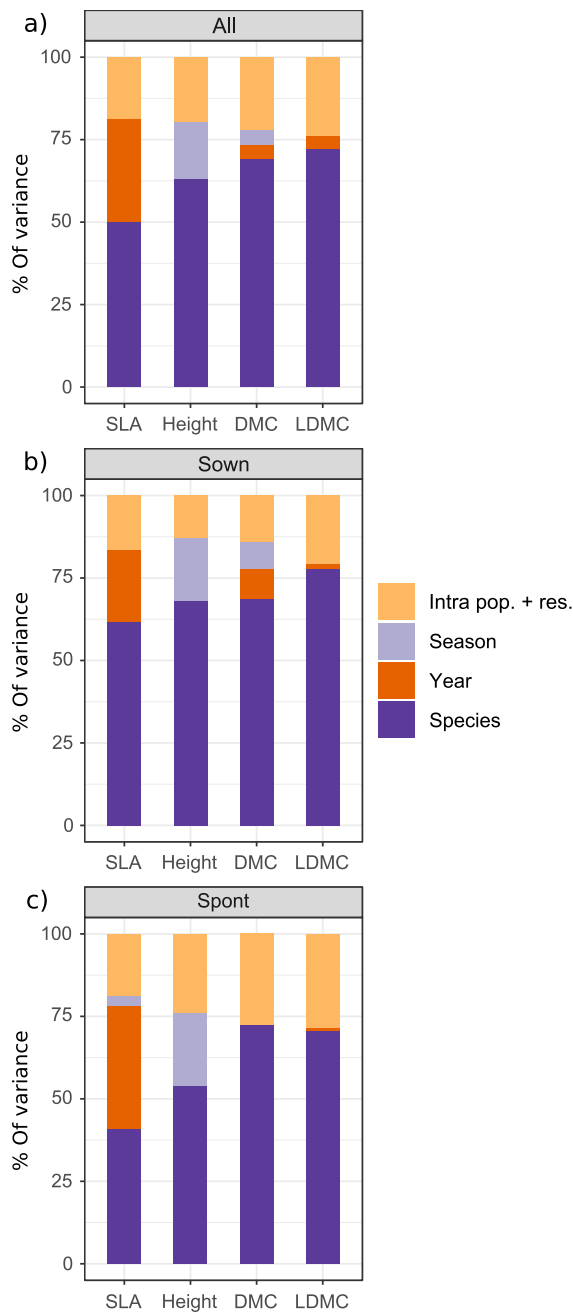 a)
All
% Of variance
100
75
50
25
0
SLA Height DMC LDMC
b)
Sown
% Of variance
100
75
50
25
0
SLA Height DMC LDMC
Intra pop. + res.
Season
Year
Species
c)
Spont
% Of variance
100
75
50
25
0
SLA Height DMC LDMC